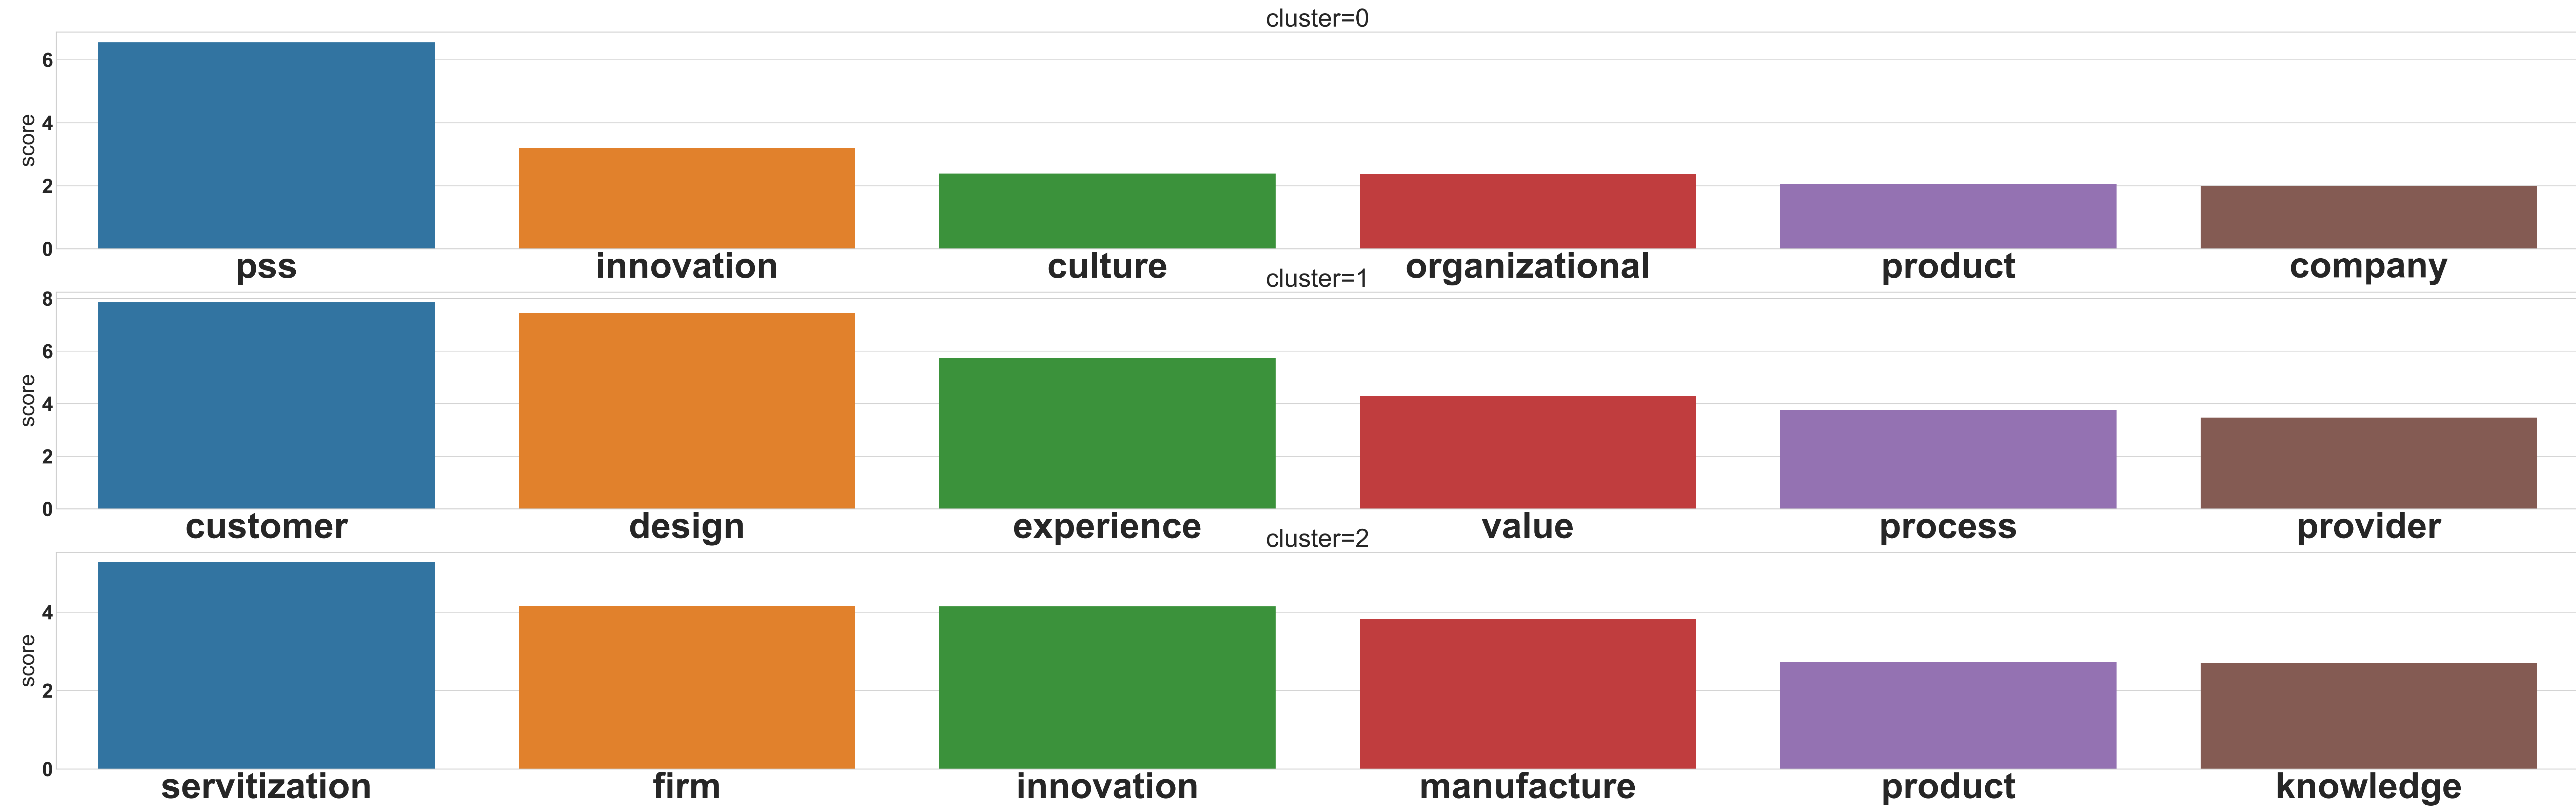 cluster=0
score
6
4
2
0
pss innovation culture organizational product company
cluster=1
score
8
6
4
2
0
customer design experience value process provider
cluster=2
score
4
2
0
servitization firm innovation manufacture product knowledge